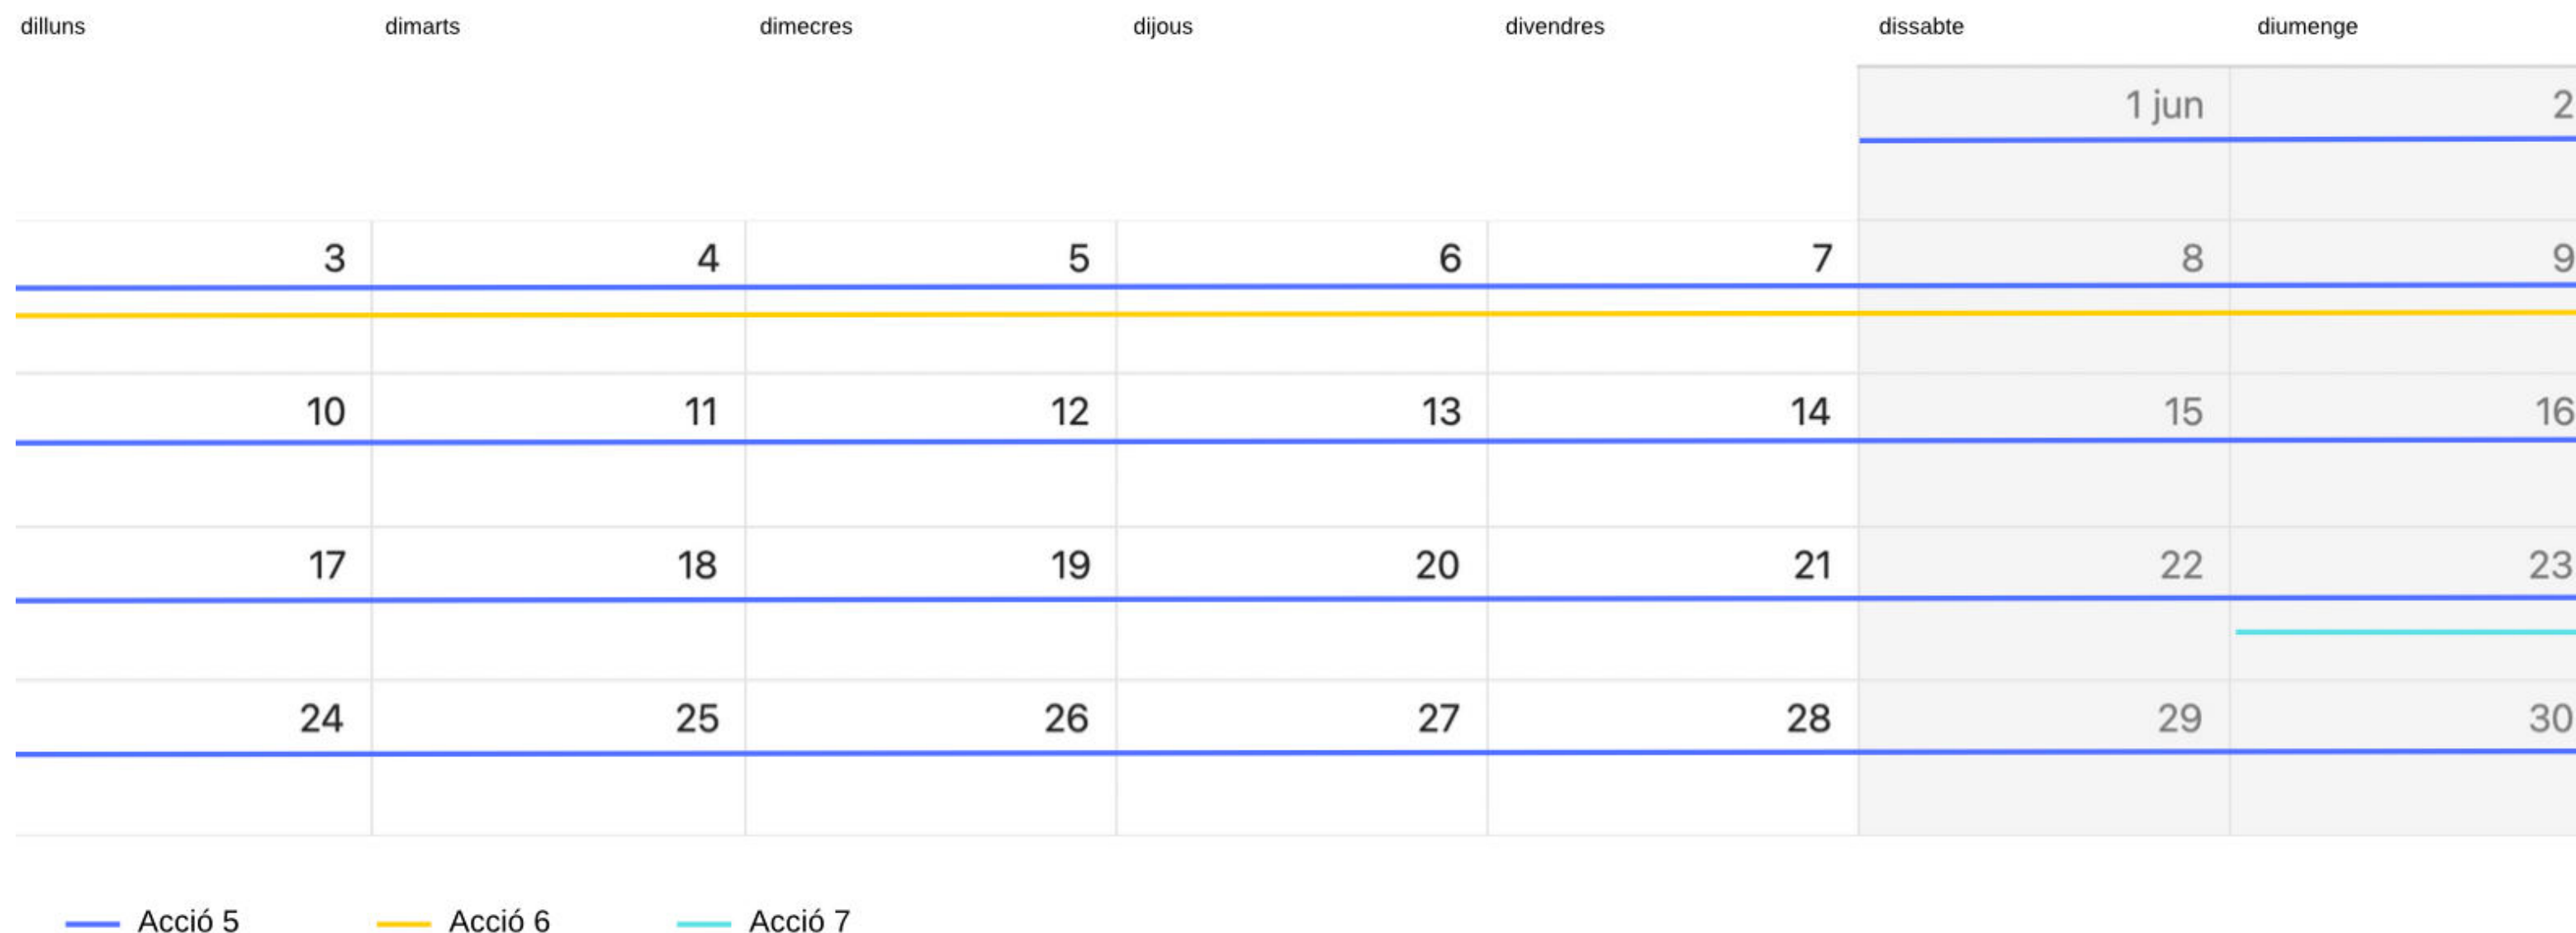 dilluns dimarts dimecres dijous divendres dissabte diumenge
1 jun 2
3 4 5 6 7 8 9
10 11 12 13 14 15 16
17 18 19 20 21 22 23
24 25 26 27 28 29 30
Acció 5 Acció 6 Acció 7